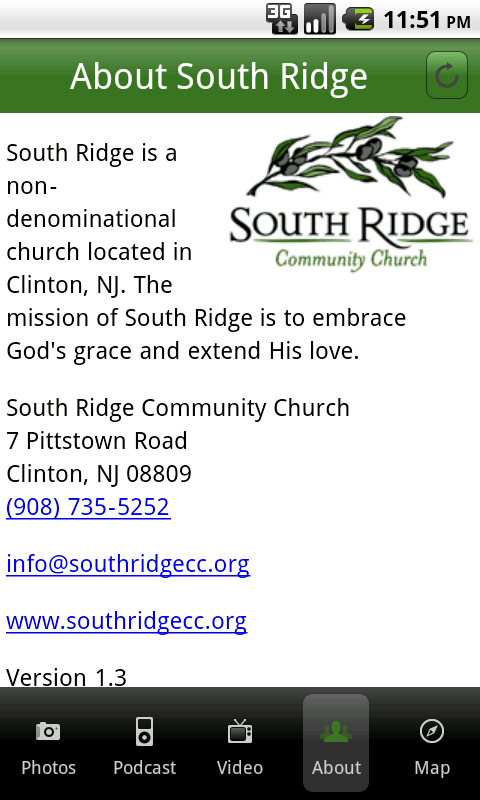 3G 11:51 PM
About South Ridge
South Ridge is a
non-
denominational
church located in
Clinton, NJ. The
mission of South Ridge is to embrace
God's grace and extend His love.
SOUTH RIDGE
Community Church
South Ridge Community Church
7 Pittstown Road
Clinton, NJ 08809
(908) 735-5252
info@southridgecc.org
www.southridgecc.org
Version 1.3
Photos Podcast Video About Map